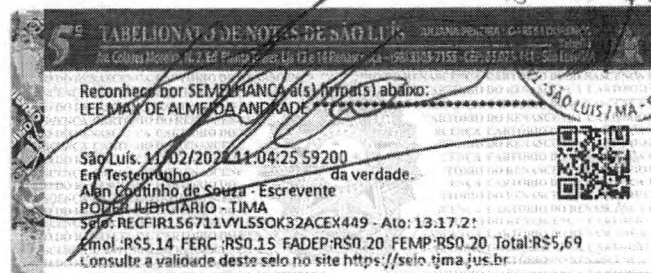 5º TABELIONATO DE NOTAS DE SÃO LUÍS
Reconheço por SEMELHANÇA a(s) firma(s) abaixo:
LEE MAX DE ALMEIDA ANDRADE
SÃO LUIS / MA
São Luís, 11/02/2022 11:04:25 59200
Em Testemunho da verdade.
Alan Coutinho de Souza - Escrevente
PODER JUDICIÁRIO - TJMA
Selo: RECFIR156711VYL5SOK32ACEX449 - Ato: 13.17.2
Emol.:R$5,14 FERC :R$0,15 FADEP:R$0,20 FEMP:R$0,20 Total:R$5,69
Consulte a validade deste selo no site https://selo.tjma.jus.br